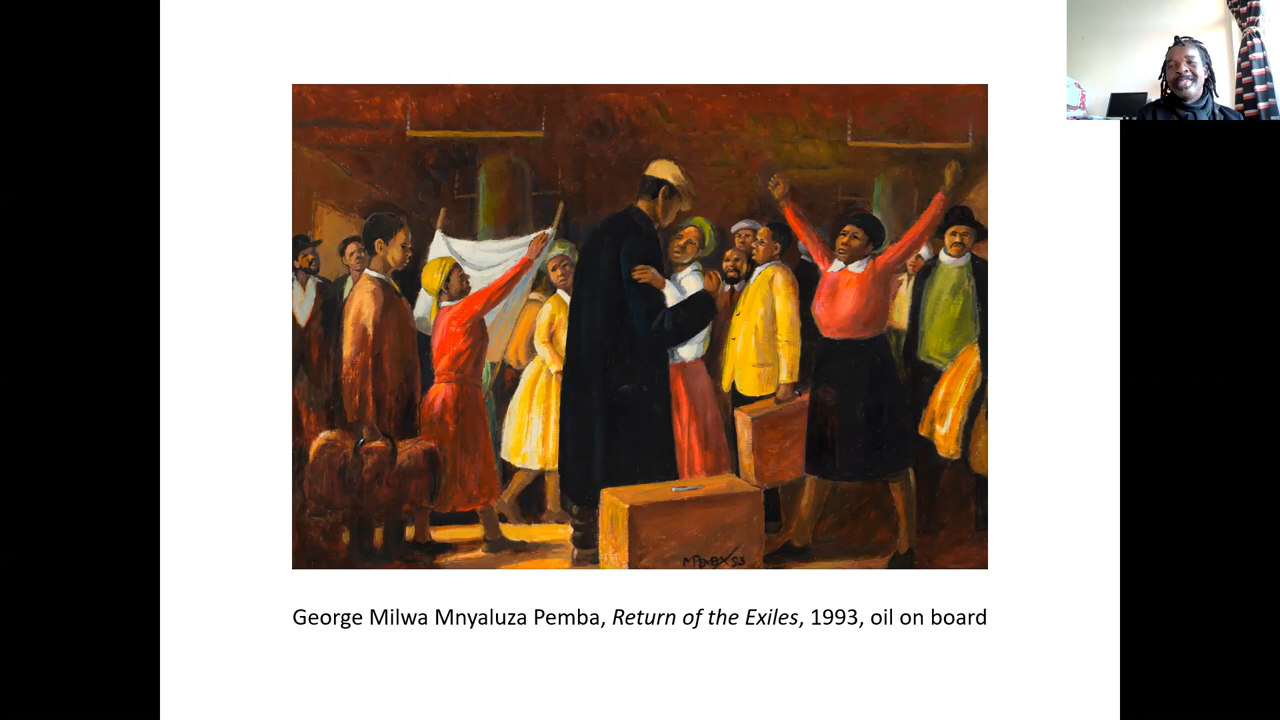 George Milwa Mnyaluza Pemba, Return of the Exiles, 1993, oil on board